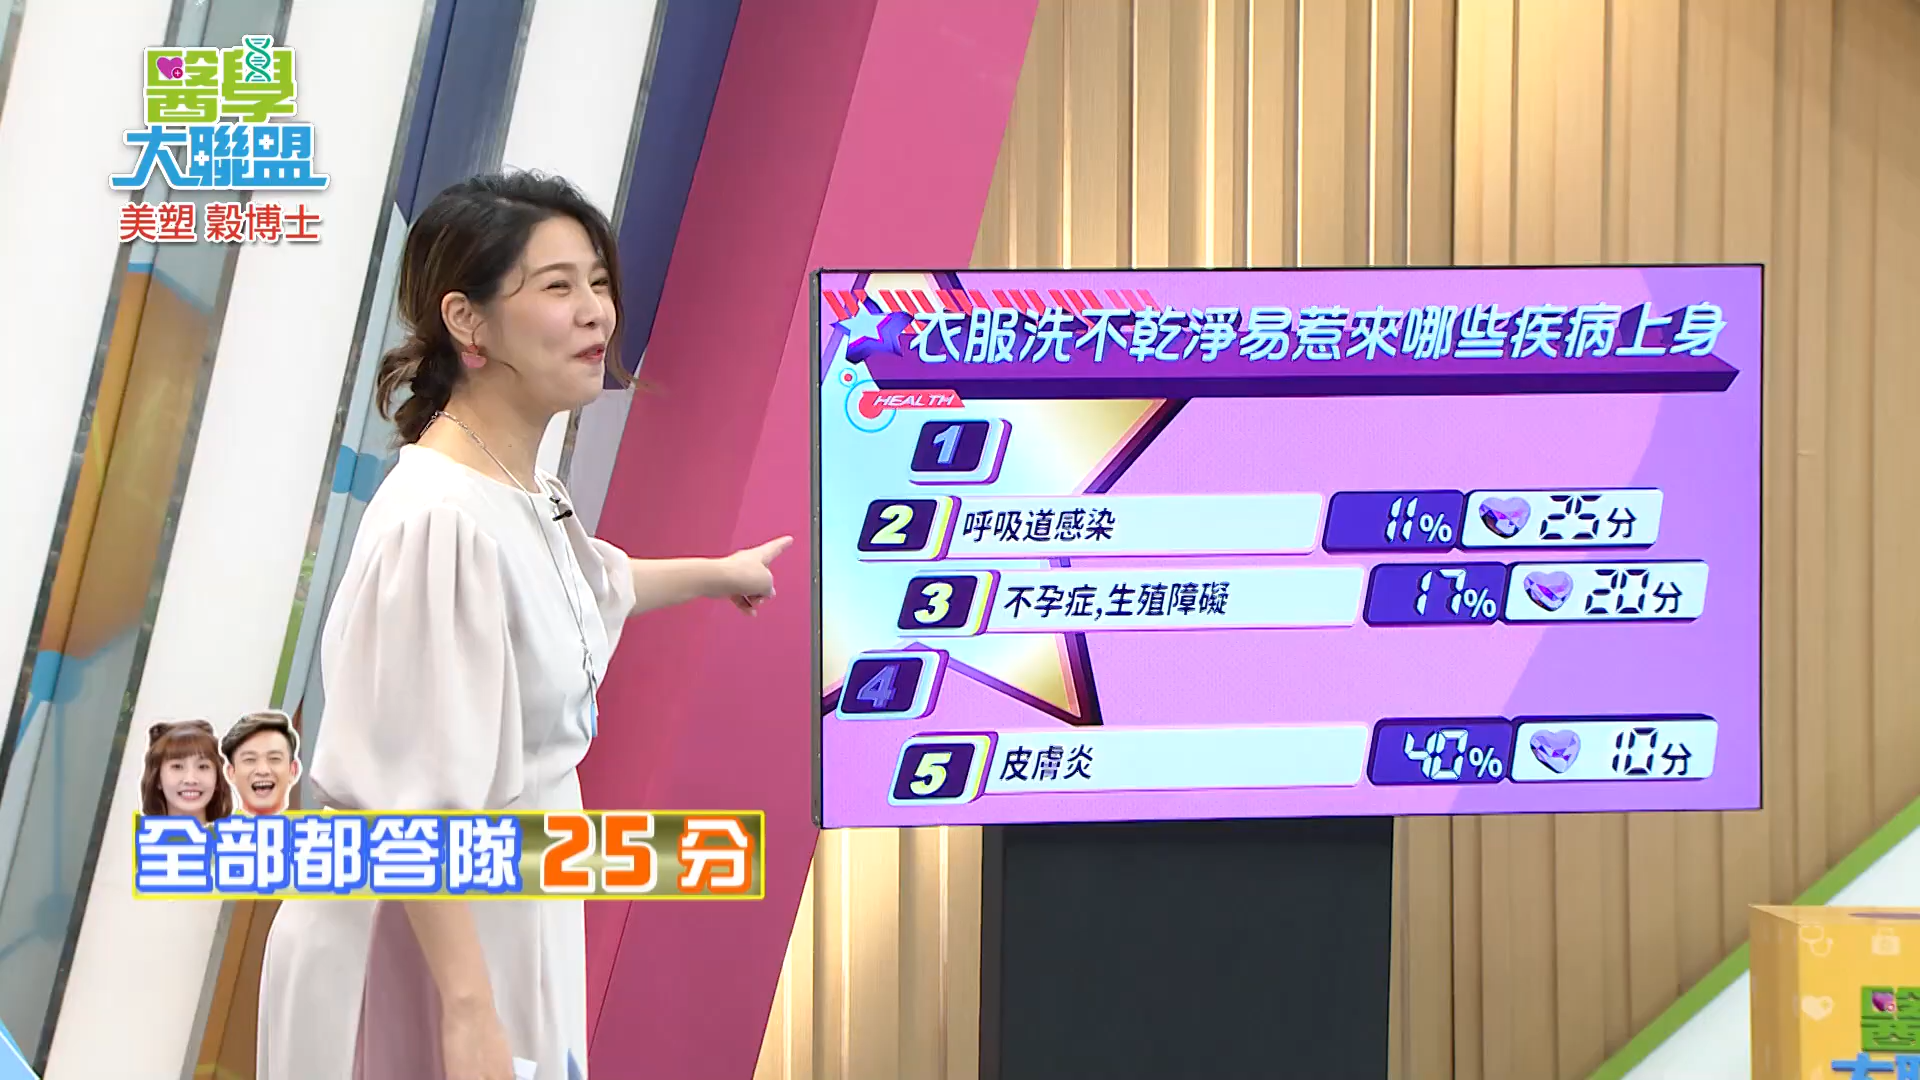 醫學
大聯盟
美塑 穀博士
衣服洗不乾淨易惹來哪些疾病上身
HEALTH
1
2 呼吸道感染 11% 25分
3 不孕症,生殖障礙 17% 20分
4
5 皮膚炎 40% 10分
全部都答隊 25 分